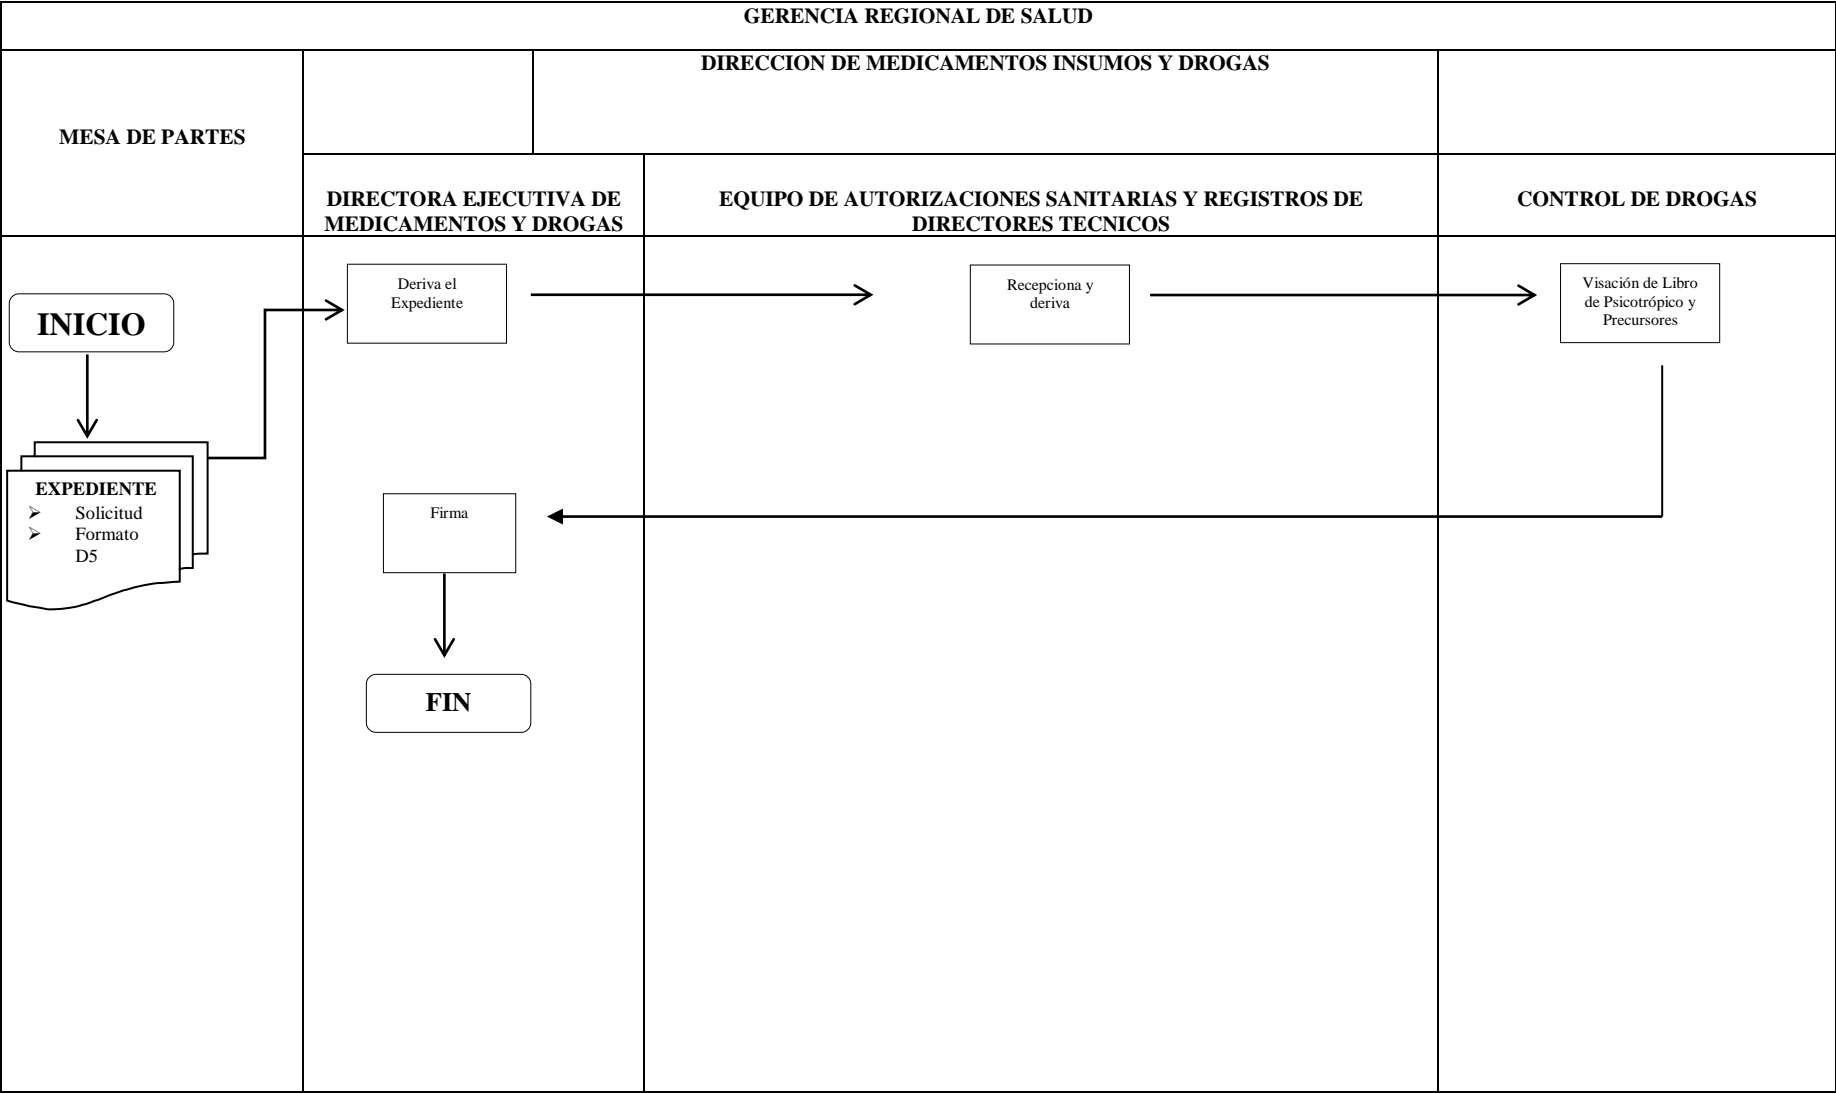 GERENCIA REGIONAL DE SALUD
DIRECCION DE MEDICAMENTOS INSUMOS Y DROGAS
MESA DE PARTES
DIRECTORA EJECUTIVA DE
MEDICAMENTOS Y DROGAS
EQUIPO DE AUTORIZACIONES SANITARIAS Y REGISTROS DE
DIRECTORES TECNICOS
CONTROL DE DROGAS
INICIO
Deriva el
Expediente
Recepciona y
deriva
Visación de Libro
de Psicotrópico y
Precursores
EXPEDIENTE
➢ Solicitud
➢ Formato
D5
Firma
FIN